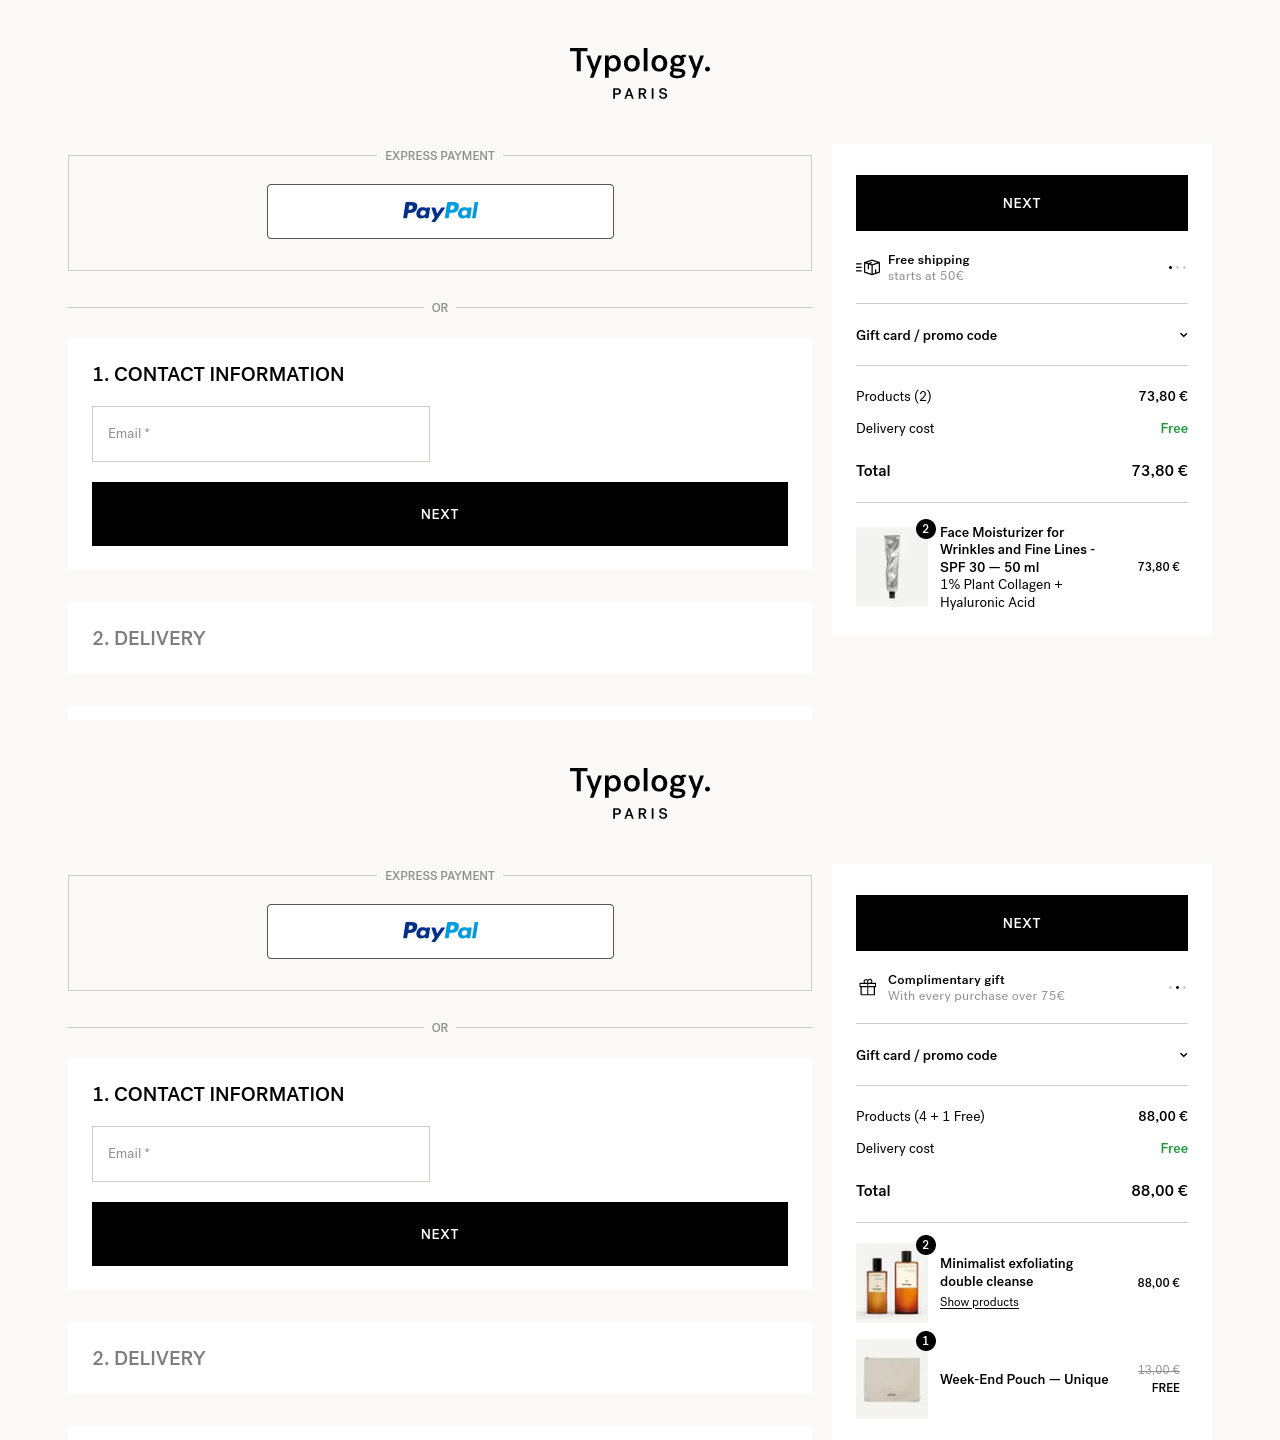 Typology.
PARIS
EXPRESS PAYMENT
PayPal
OR
1. CONTACT INFORMATION
Email *
NEXT
2. DELIVERY
NEXT
Free shipping
starts at 50€
Gift card / promo code
Products (2) 73,80 €
Delivery cost Free
Total 73,80 €
2
Face Moisturizer for
Wrinkles and Fine Lines -
SPF 30 — 50 ml
1% Plant Collagen +
Hyaluronic Acid
73,80 €
Typology.
PARIS
EXPRESS PAYMENT
PayPal
OR
1. CONTACT INFORMATION
Email *
NEXT
2. DELIVERY
NEXT
Complimentary gift
With every purchase over 75€
Gift card / promo code
Products (4 + 1 Free) 88,00 €
Delivery cost Free
Total 88,00 €
2
Minimalist exfoliating
double cleanse
Show products
88,00 €
1
Week-End Pouch — Unique
13,00 €
FREE